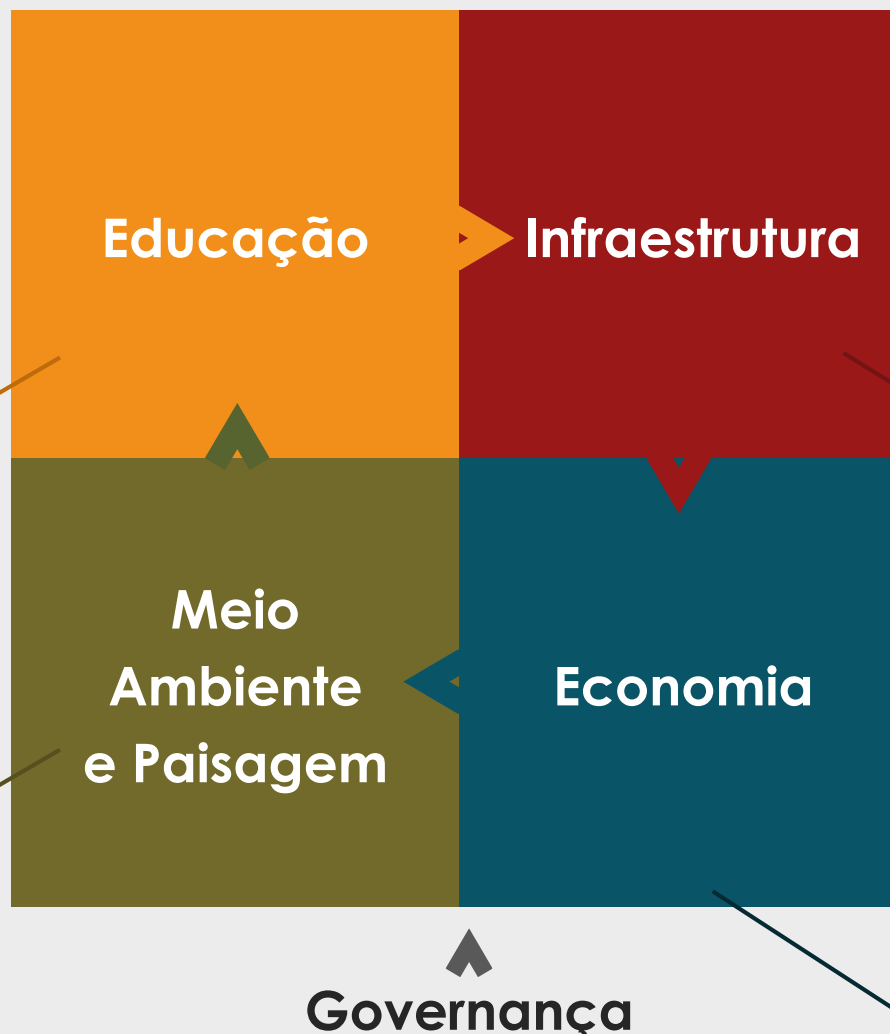 Educação
Infraestrutura
Meio
Ambiente
e Paisagem
Economia
Governança